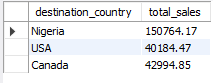 destination_country total_sales
Nigeria 150764.17
USA 40184.47
Canada 42994.85